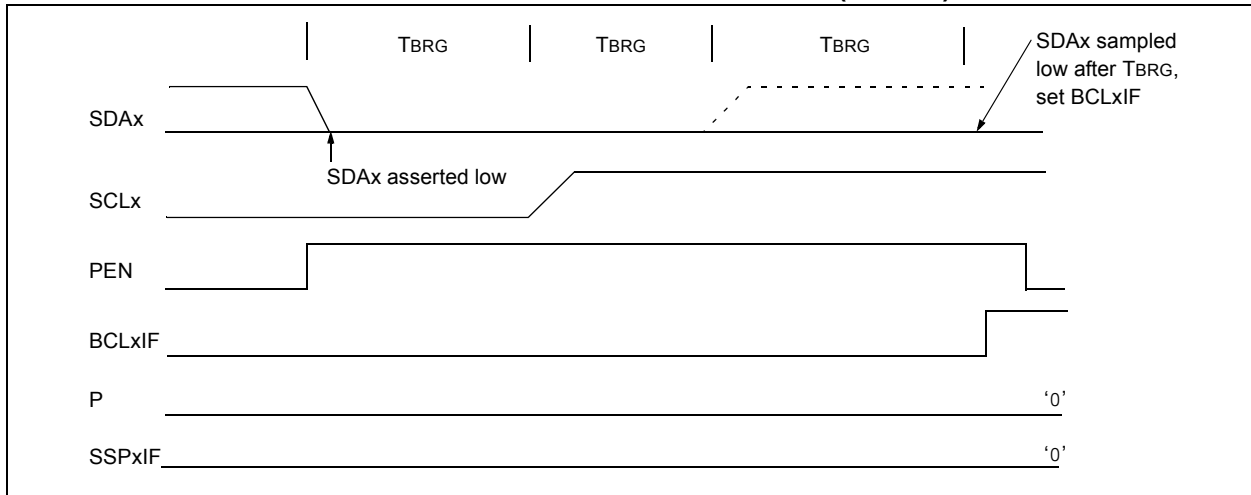 TBRG TBRG TBRG
SDAx sampled
low after TBRG,
set BCLxIF
SDAx
SDAx asserted low
SCLx
PEN
BCLxIF
P '0'
SSPxIF '0'